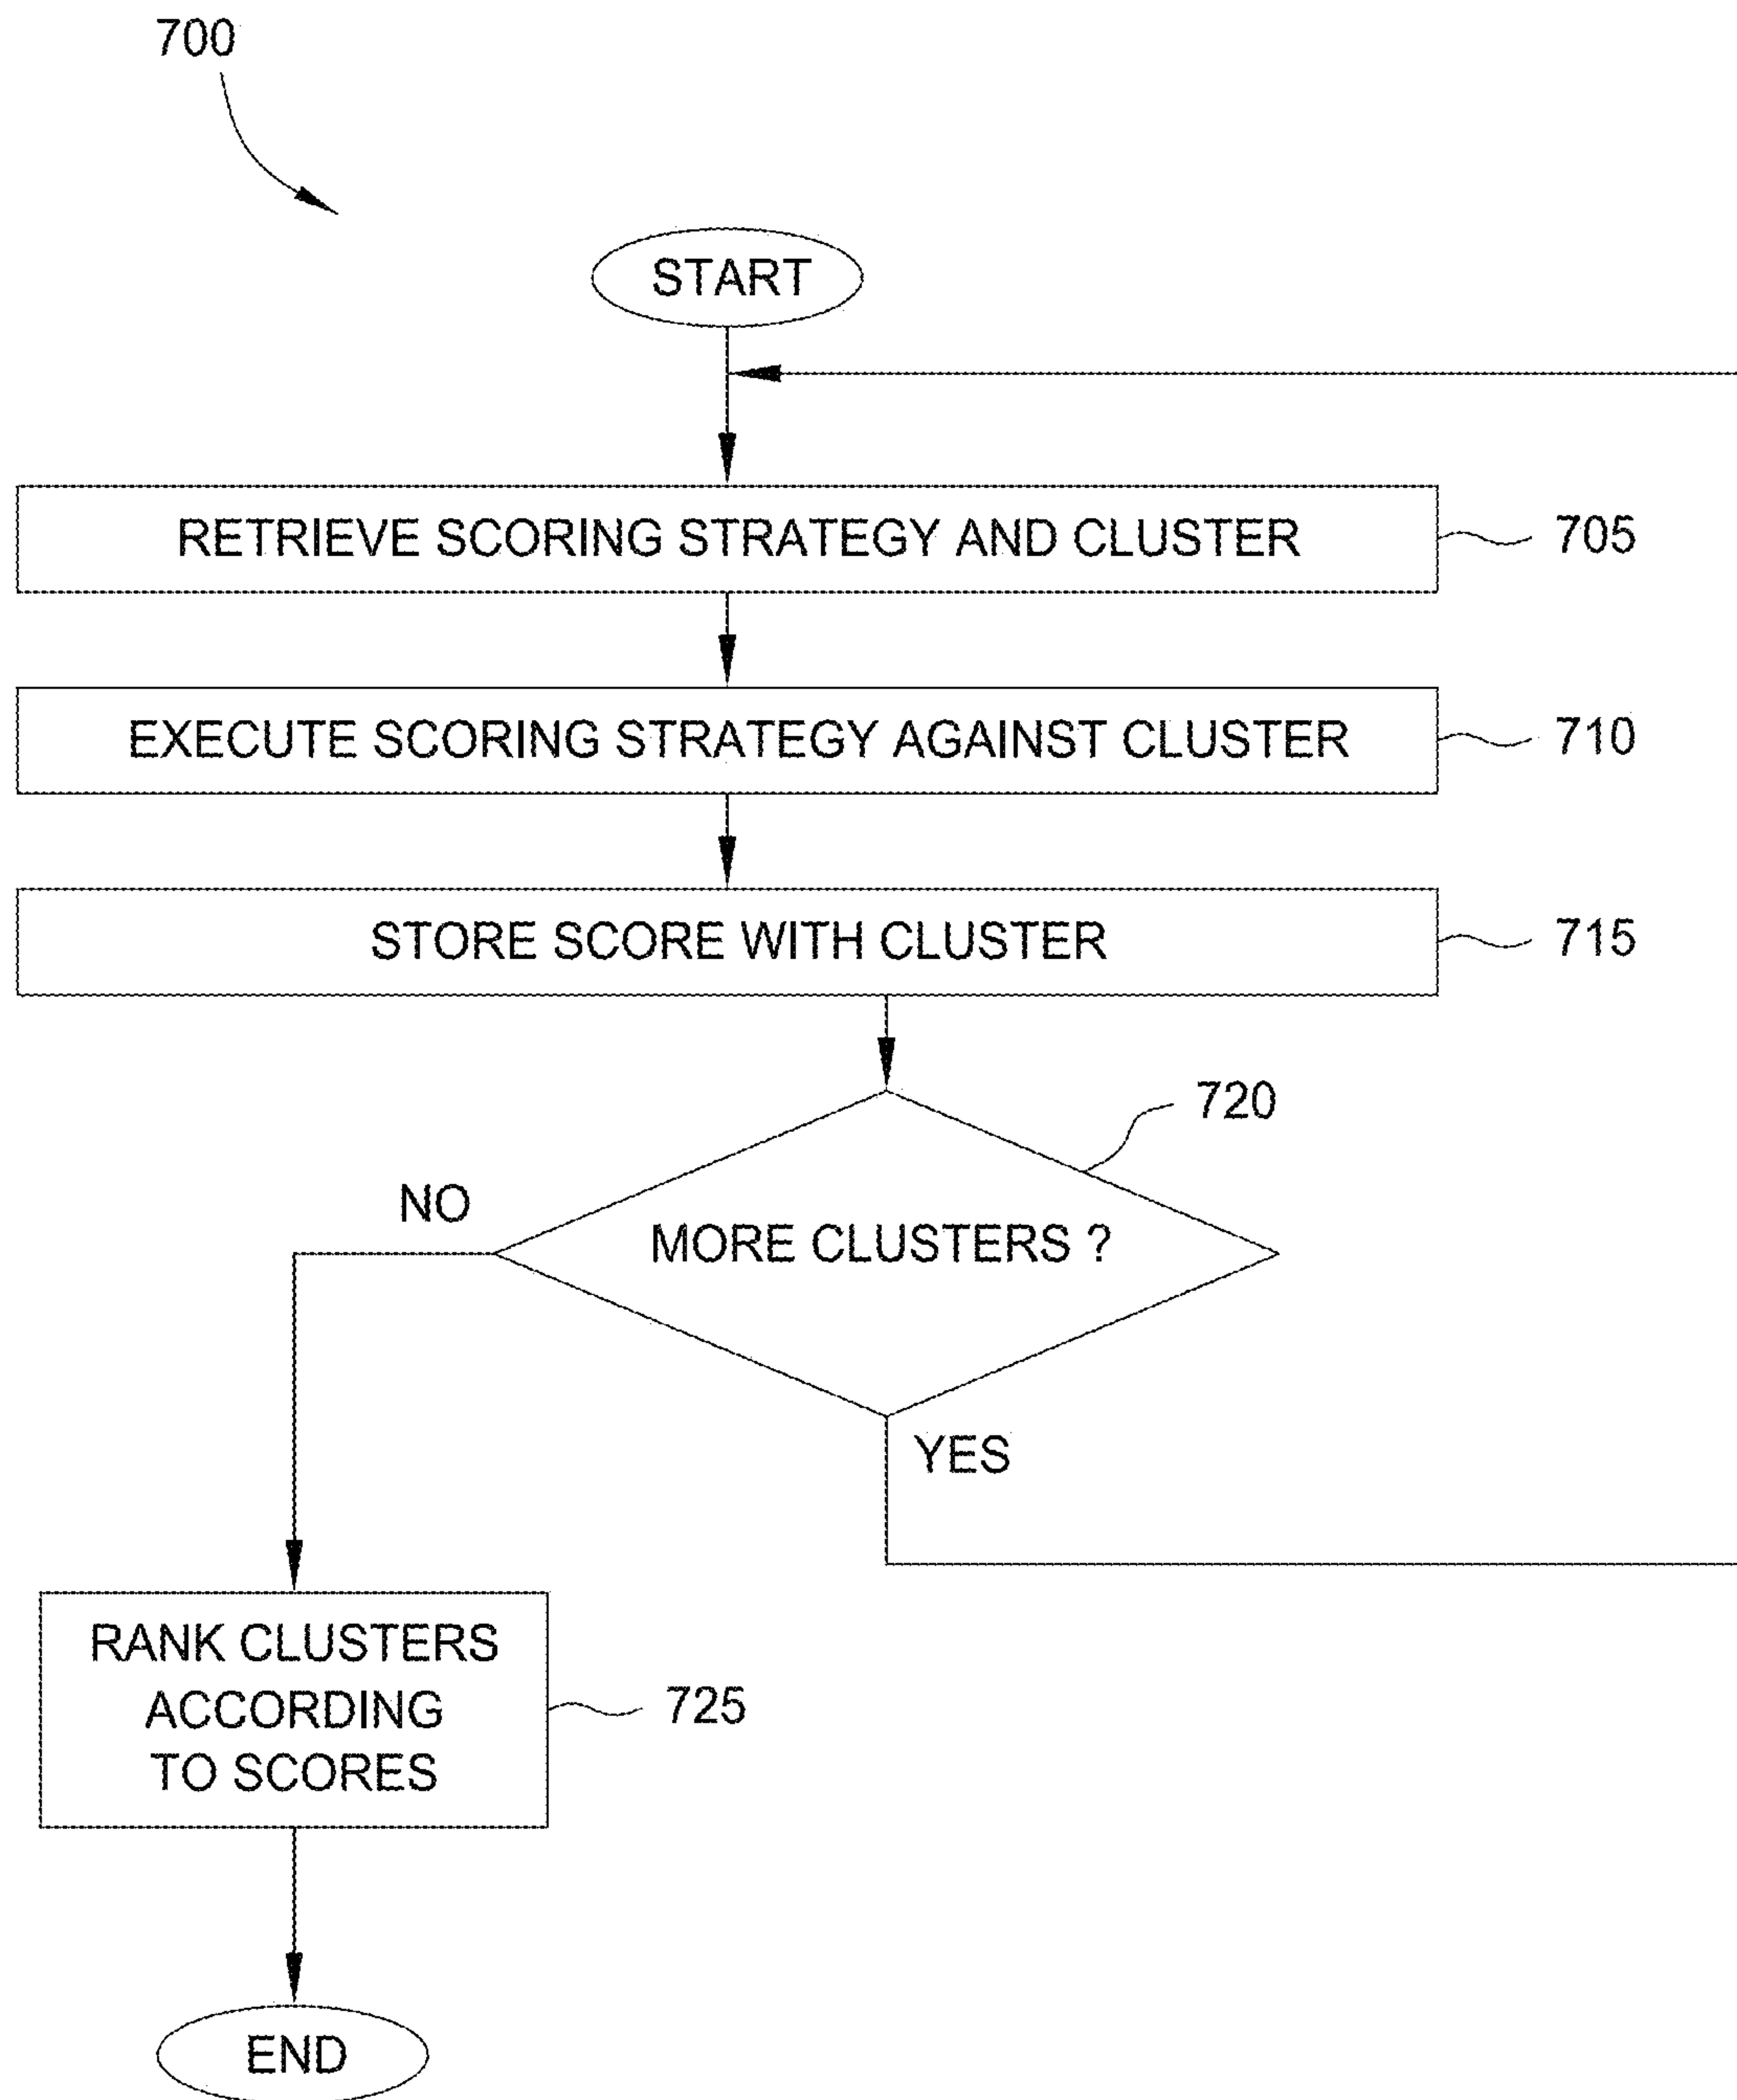 700
START
RETRIEVE SCORING STRATEGY AND CLUSTER
705
EXECUTE SCORING STRATEGY AGAINST CLUSTER
710
STORE SCORE WITH CLUSTER
715
720
NO
MORE CLUSTERS ?
YES
RANK CLUSTERS
ACCORDING
TO SCORES
725
END